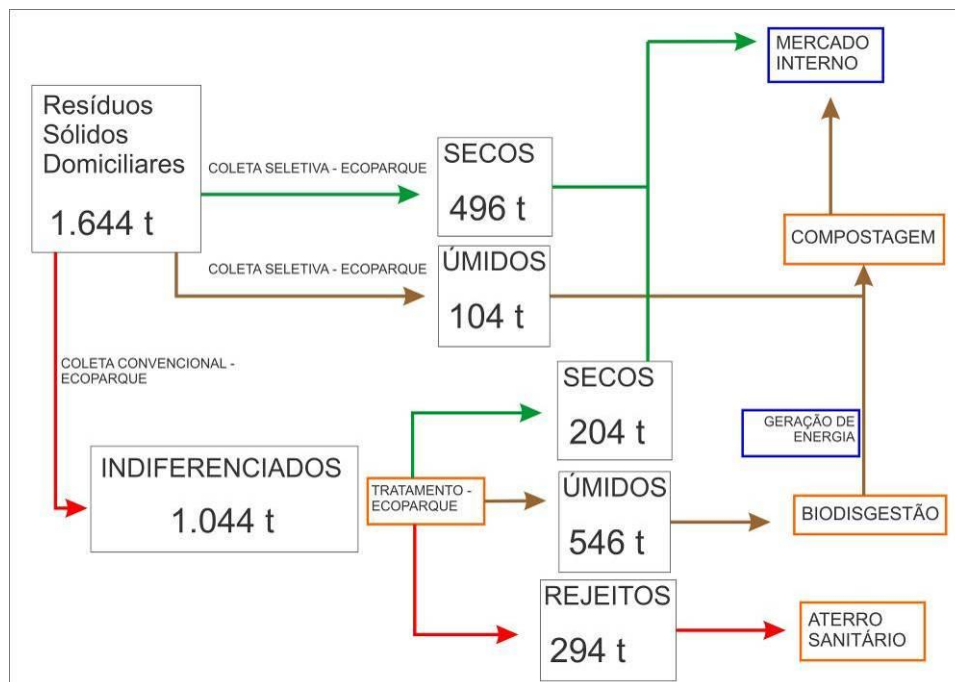 Resíduos
Sólidos
Domiciliares
1.644 t
COLETA SELETIVA - ECOPARQUE
SECOS
496 t
MERCADO
INTERNO
COLETA SELETIVA - ECOPARQUE
ÚMIDOS
104 t
COMPOSTAGEM
COLETA CONVENCIONAL -
ECOPARQUE
INDIFERENCIADOS
1.044 t
TRATAMENTO -
ECOPARQUE
SECOS
204 t
GERAÇÃO DE
ENERGIA
ÚMIDOS
546 t
BIODISGESTÃO
REJEITOS
294 t
ATERRO
SANITÁRIO